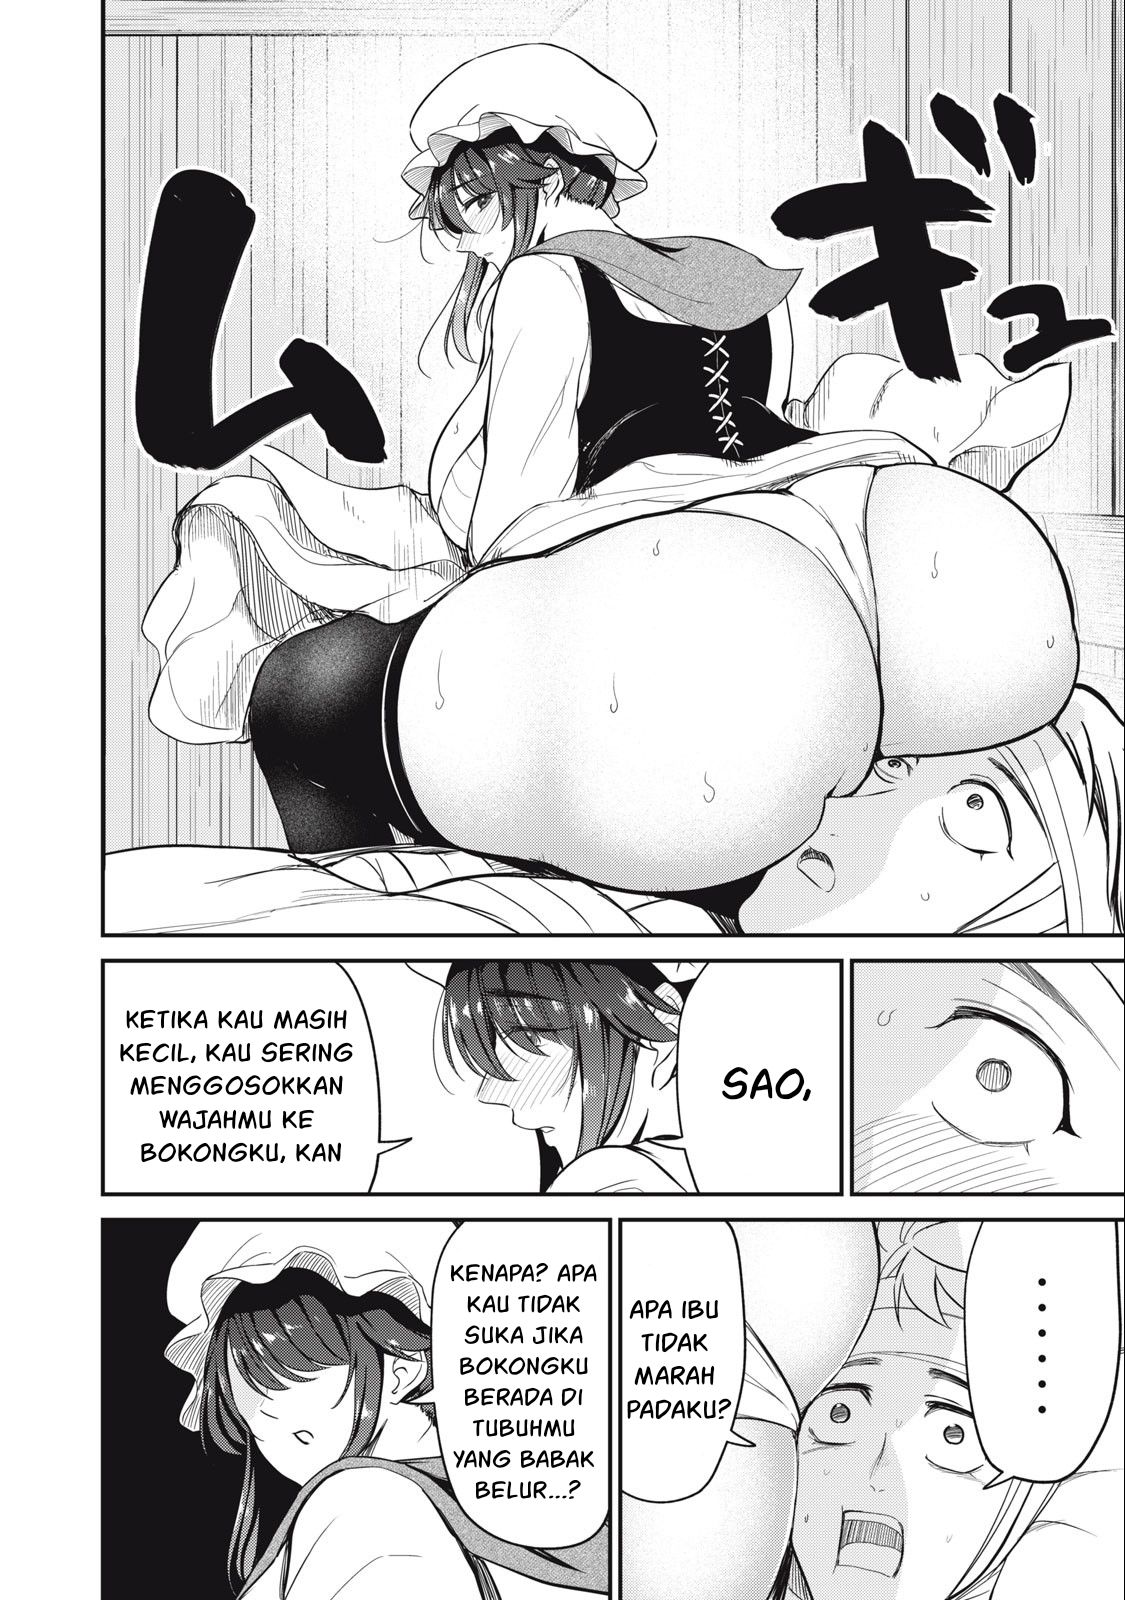 ギュ
ム
SAO,
KETIKA KAU MASIH
KECIL, KAU SERING
MENGGOSOKKAN
WAJAHMU KE
BOKONGKU, KAN
. . . . . . .
APA IBU
TIDAK
MARAH
PADAKU?
KENAPA? APA
KAU TIDAK
SUKA JIKA
BOKONGKU
BERADA DI
TUBUHMU
YANG BABAK
BELUR...?